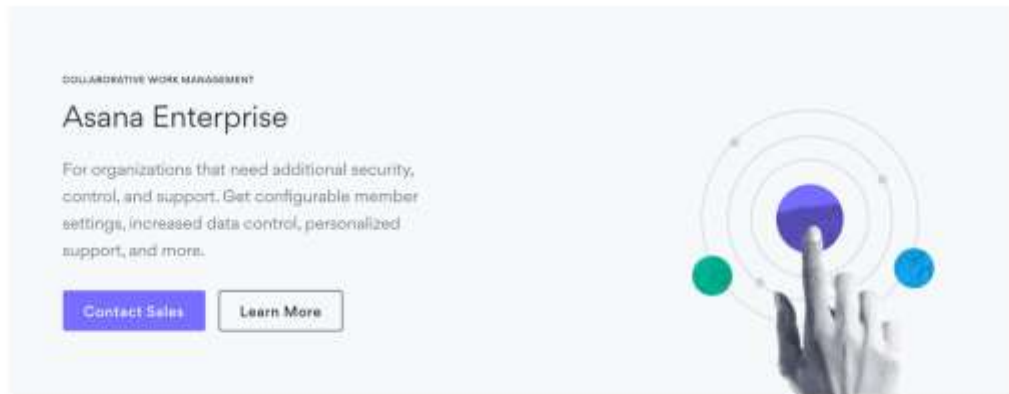 COLLABORATIVE WORK MANAGEMENT
Asana Enterprise
For organizations that need additional security,
control, and support. Get configurable member
settings, increased data control, personalized
support, and more.
Contact Sales
Learn More